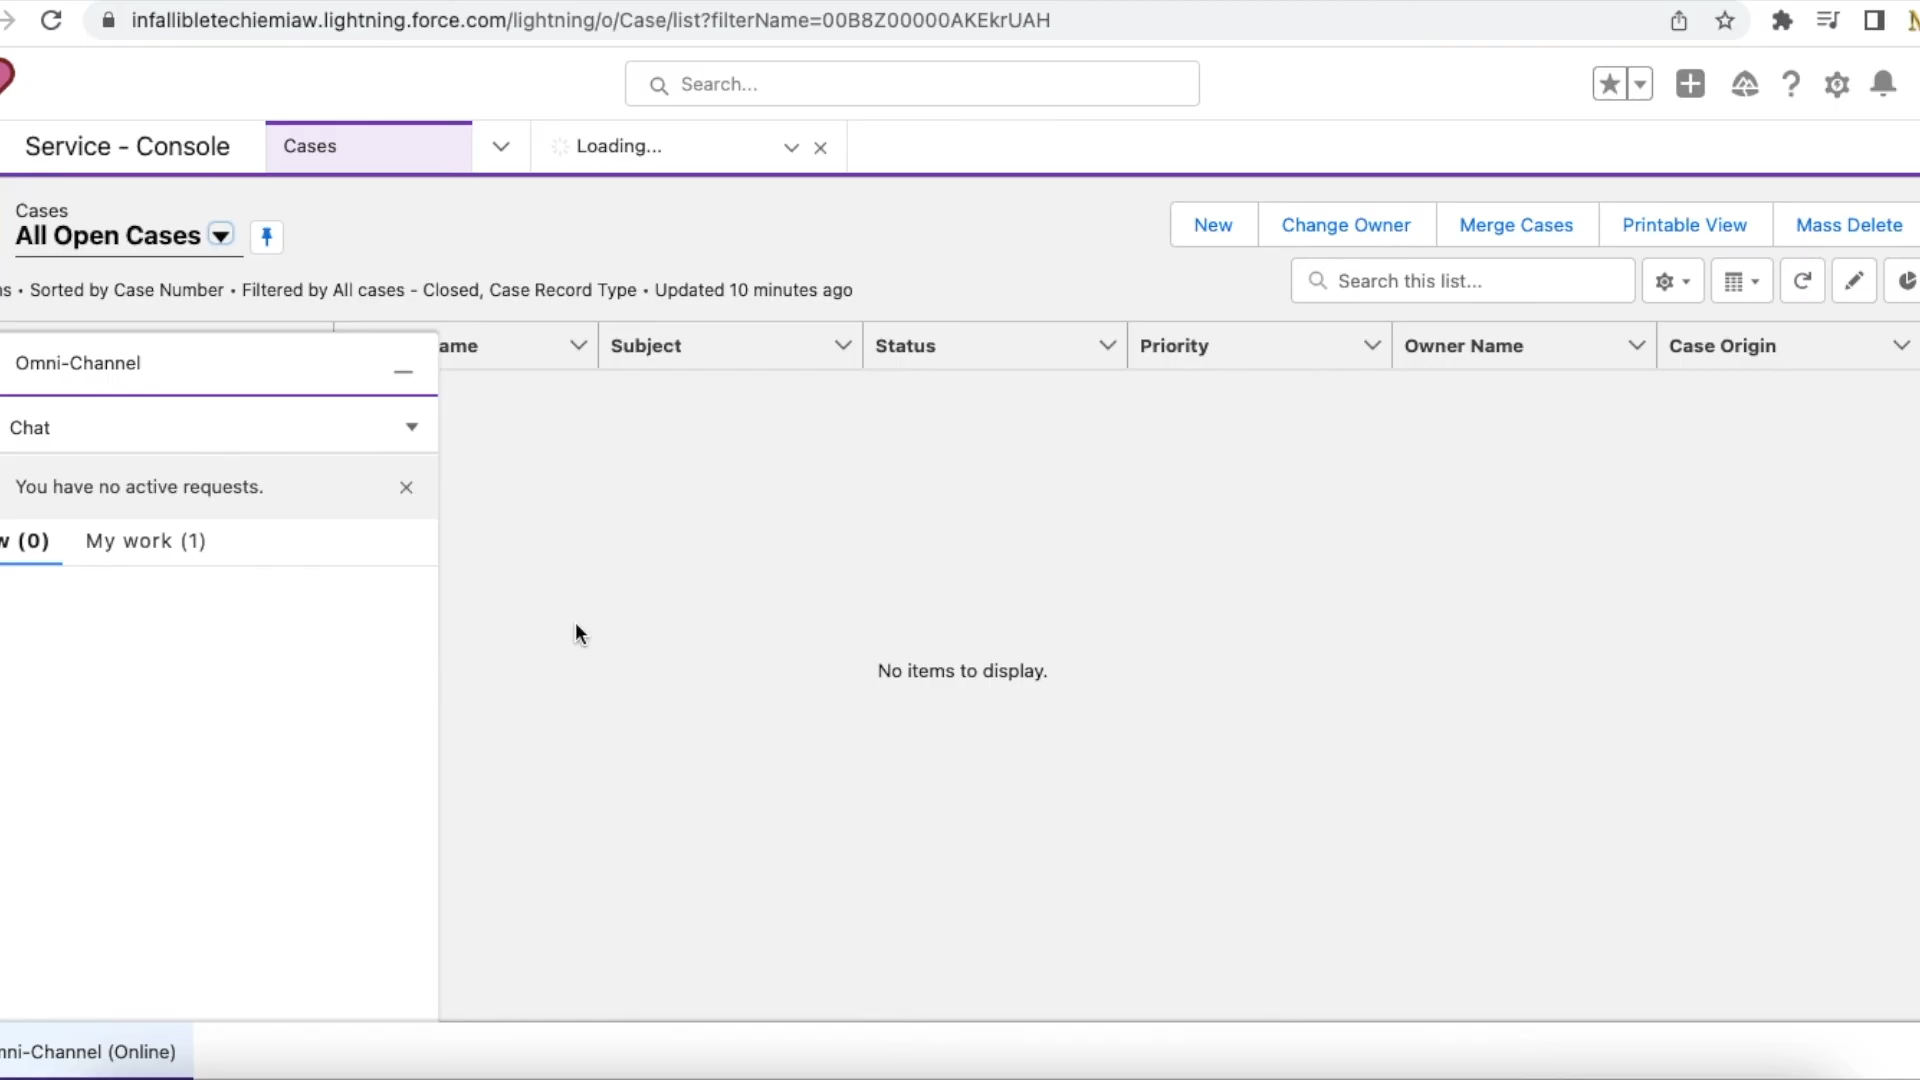 infallibletechiemiaw.lightning.force.com/lightning/o/Case/list?filterName=00B8Z00000AKEkrUAH
Search...
Service - Console
Cases
Loading...
Cases
All Open Cases
New
Change Owner
Merge Cases
Printable View
Mass Delete
s • Sorted by Case Number • Filtered by All cases - Closed, Case Record Type • Updated 10 minutes ago
Search this list...
ame
Subject
Status
Priority
Owner Name
Case Origin
Omni-Channel
Chat
You have no active requests.
w (0)
My work (1)
No items to display.
ni-Channel (Online)